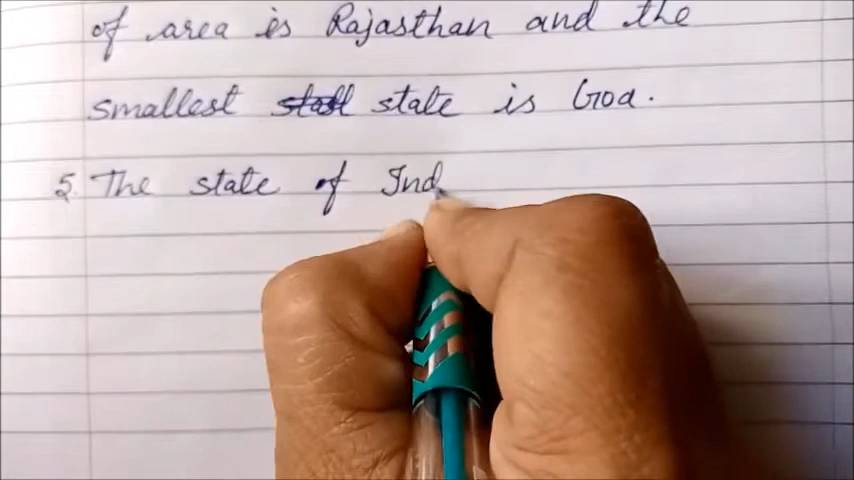 of area is Rajasthan and the
smallest state is Goa.
5. The state of Ind